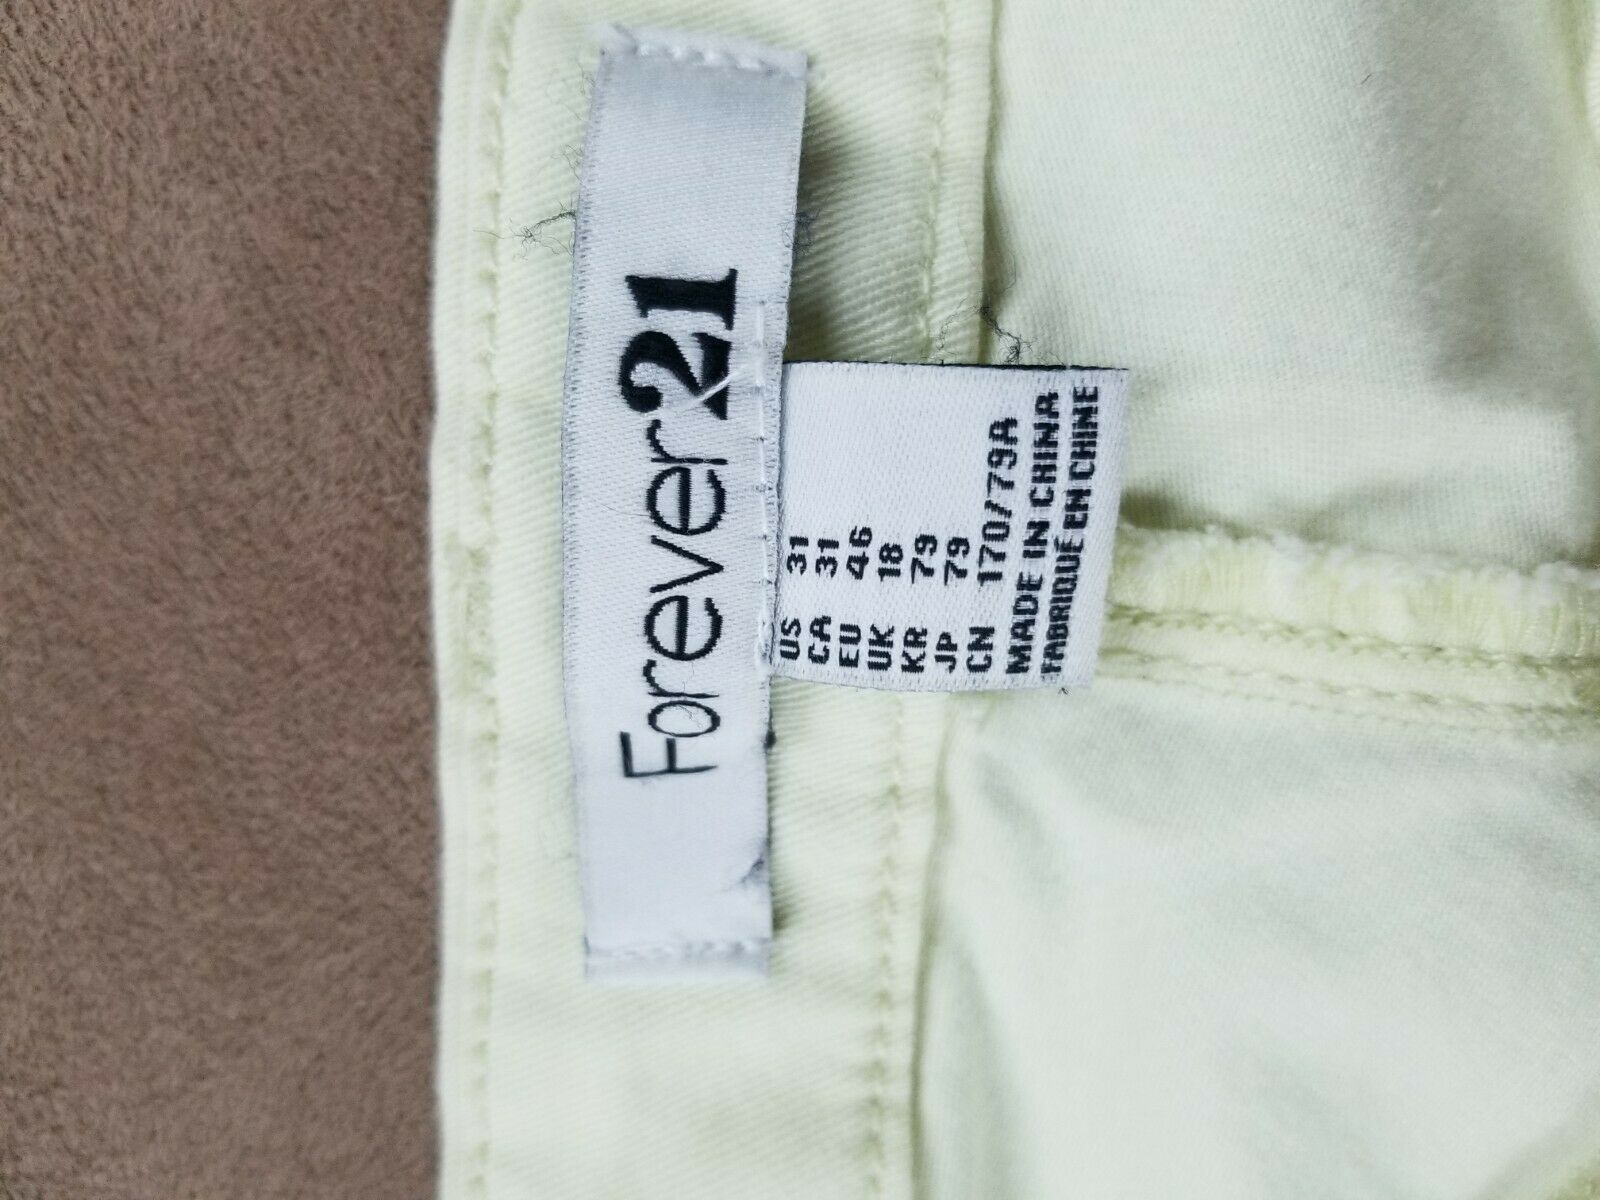 Forever21
US 31
CA 31
EU 46
UK 18
KR 79
JP 79
CN 170/79A
MADE IN CHINA
FABRIQUÉ EN CHINE